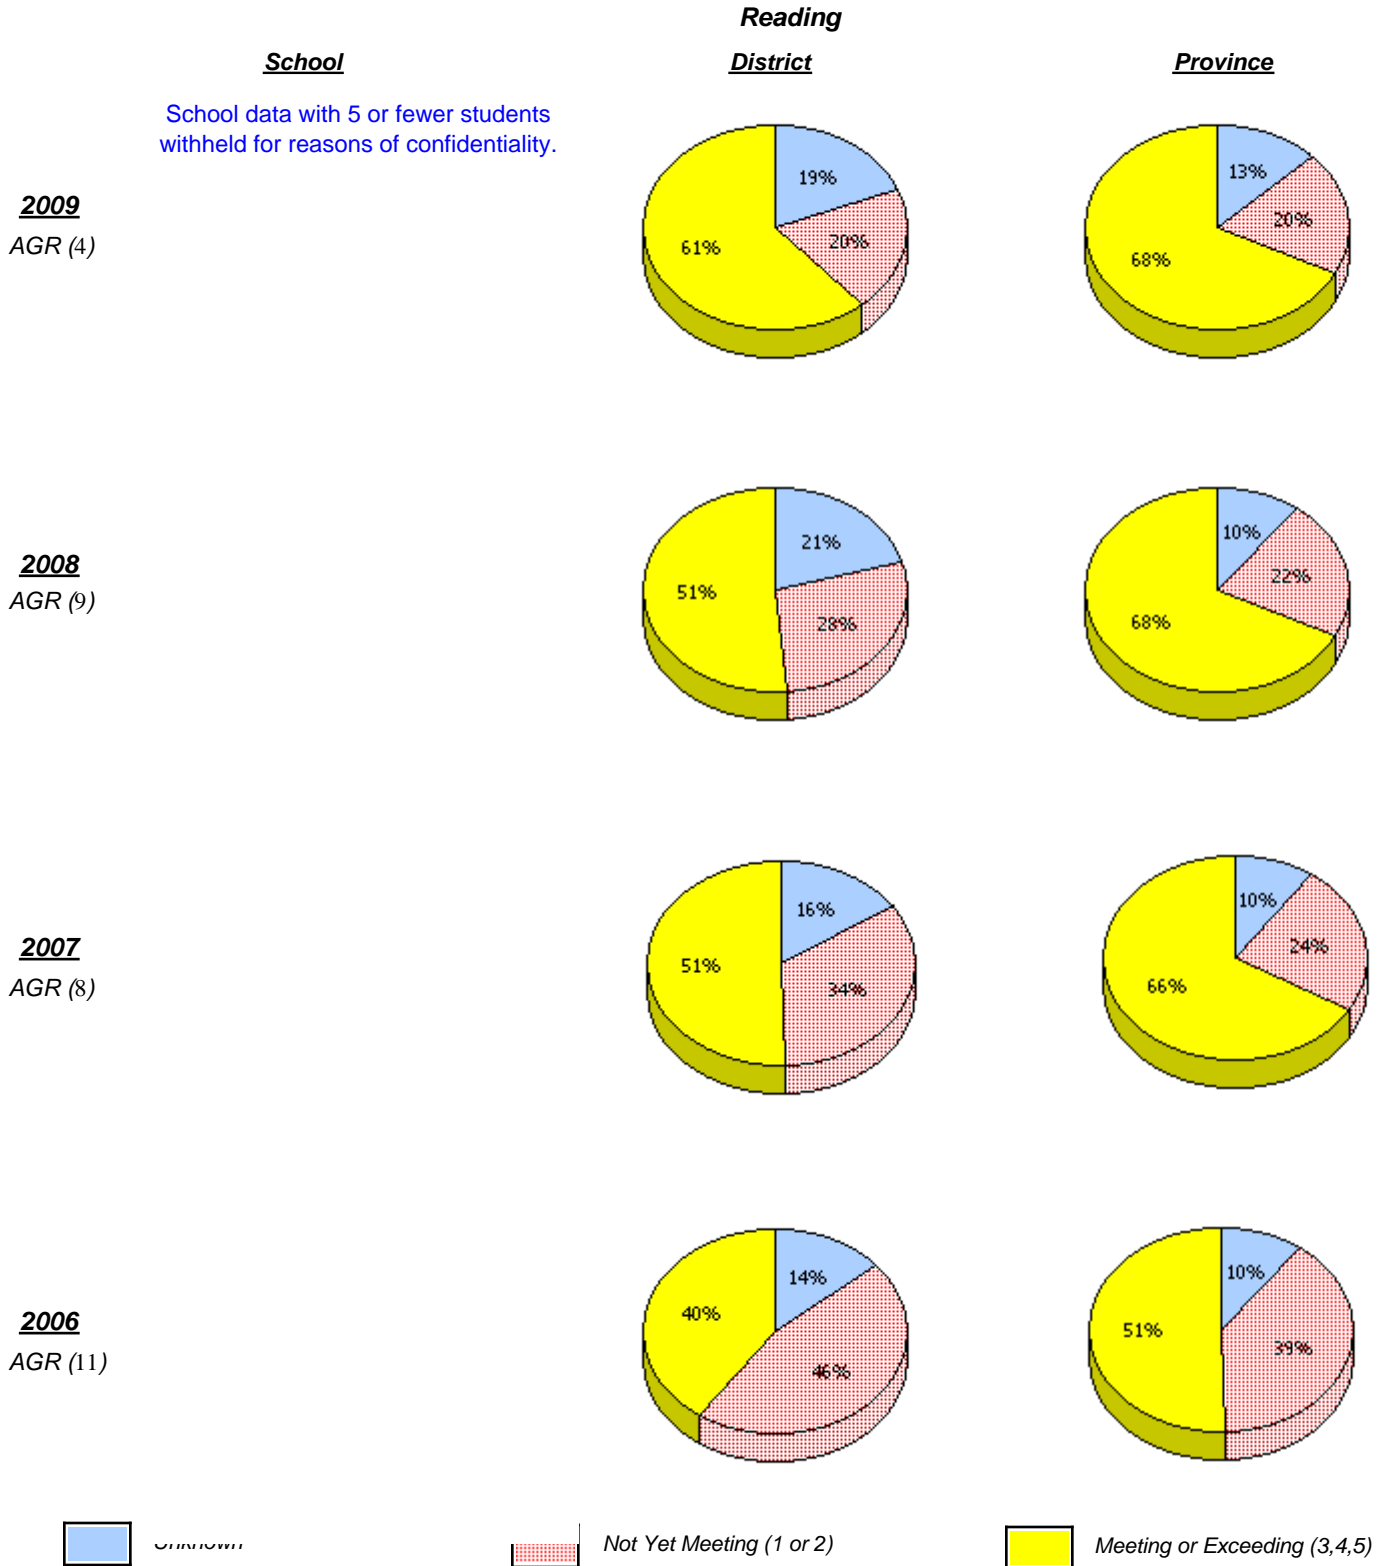 Reading
School
District
Province
School data with 5 or fewer students
withheld for reasons of confidentiality.
2009
AGR (4)
19%
20%
61%
13%
20%
68%
2008
AGR (9)
21%
28%
51%
10%
22%
68%
2007
AGR (8)
16%
34%
51%
10%
24%
66%
2006
AGR (11)
14%
46%
40%
10%
39%
51%
Unknown
Not Yet Meeting (1 or 2)
Meeting or Exceeding (3,4,5)